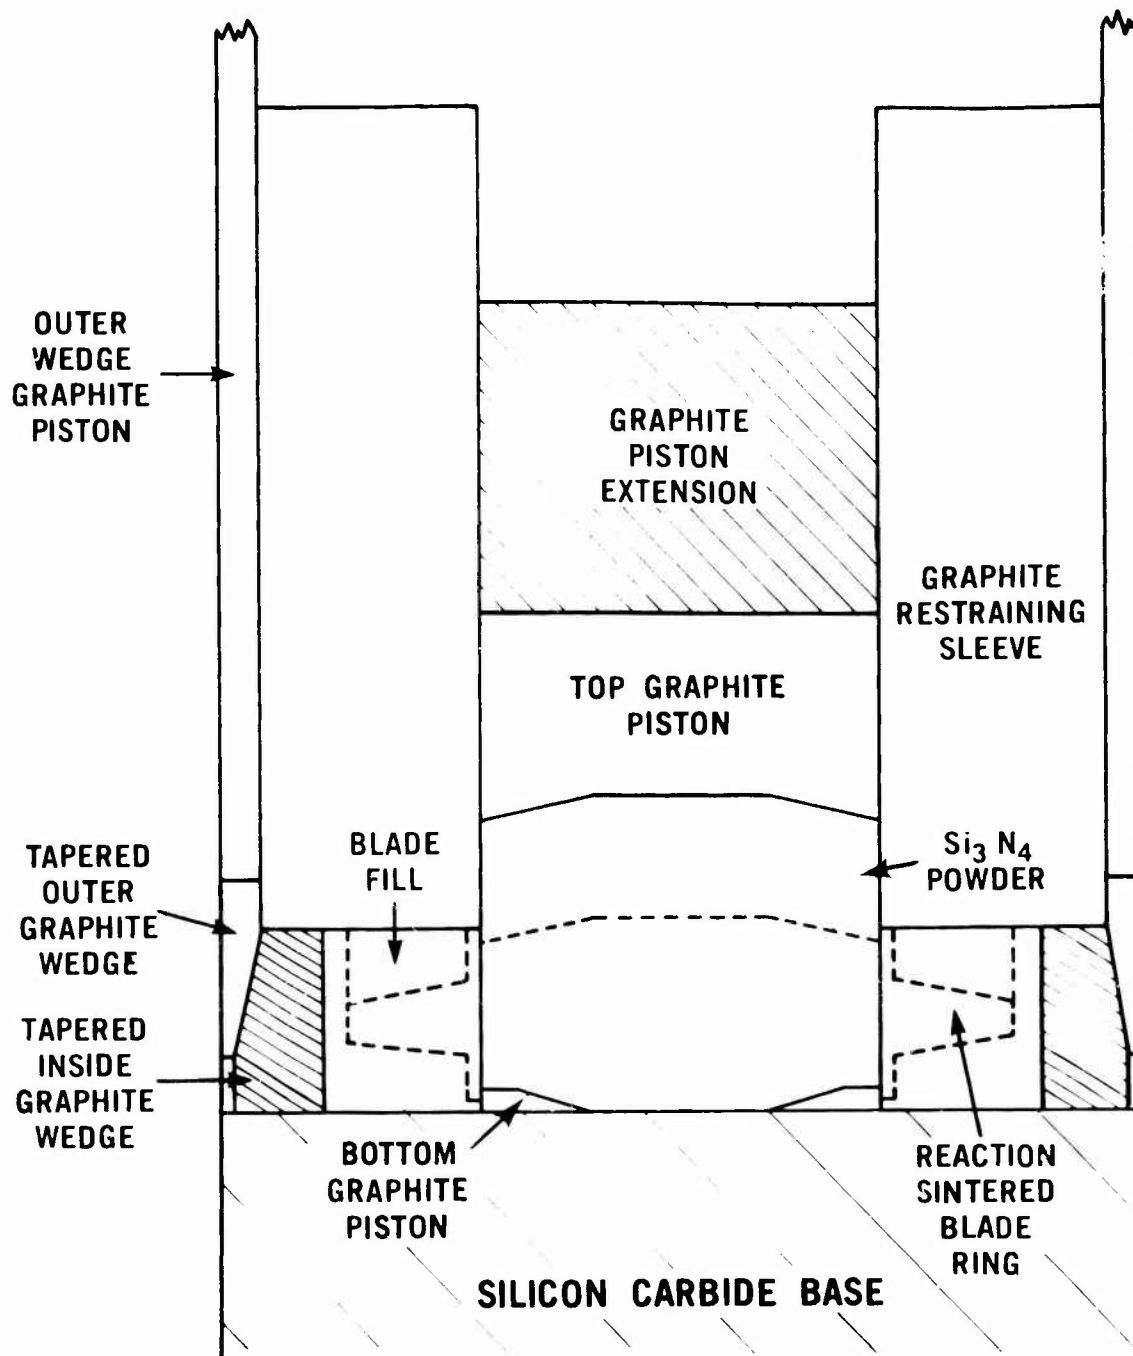 OUTER
WEDGE
GRAPHITE
PISTON
GRAPHITE
PISTON
EXTENSION
GRAPHITE
RESTRAINING
SLEEVE
TOP GRAPHITE
PISTON
BLADE
FILL
Si₃ N₄
POWDER
TAPERED
OUTER
GRAPHITE
WEDGE
TAPERED
INSIDE
GRAPHITE
WEDGE
BOTTOM
GRAPHITE
PISTON
REACTION
SINTERED
BLADE
RING
SILICON CARBIDE BASE